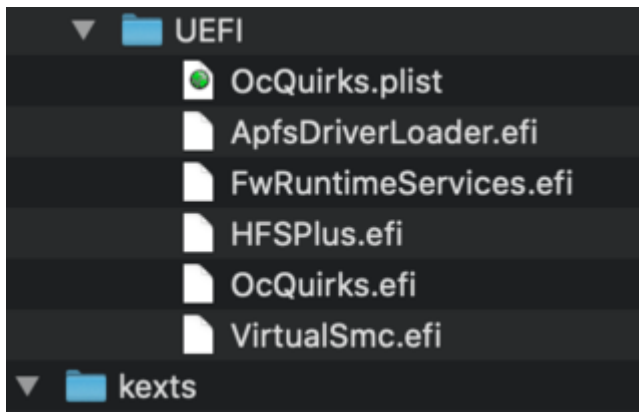 UEFI
OcQuirks.plist
ApfsDriverLoader.efi
FwRuntimeServices.efi
HFSPlus.efi
OcQuirks.efi
VirtualSmc.efi
kexts